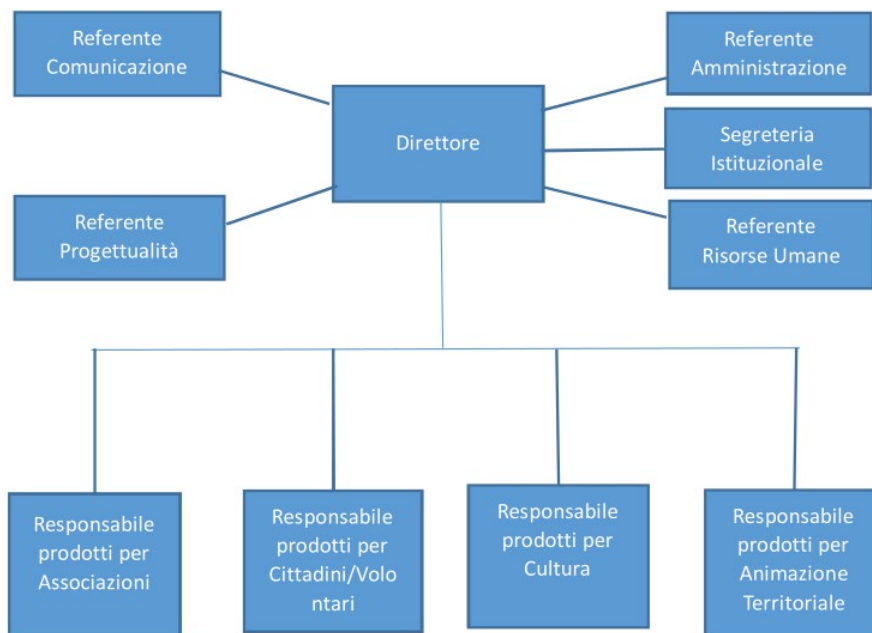 Referente
Comunicazione
Referente
Amministrazione
Direttore
Segreteria
Istituzionale
Referente
Progettualità
Referente
Risorse Umane
Responsabile
prodotti per
Associazioni
Responsabile
prodotti per
Cittadini/Volo
ntari
Responsabile
prodotti per
Cultura
Responsabile
prodotti per
Animazione
Territoriale